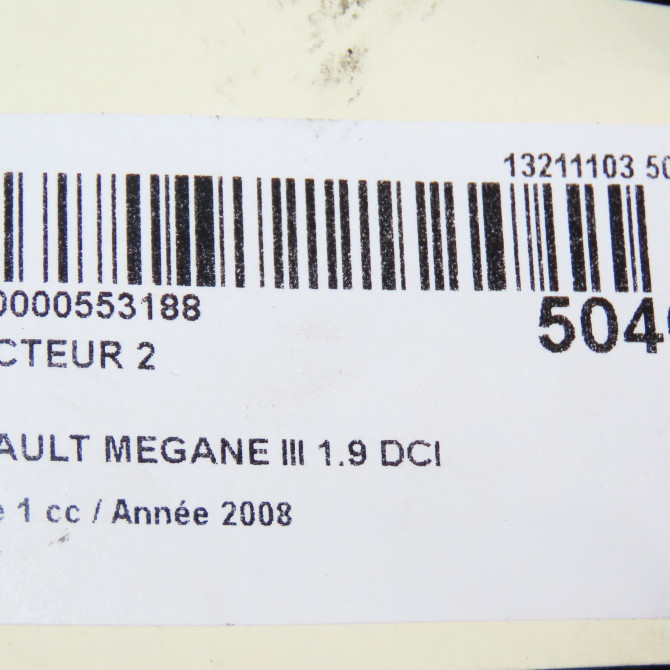 13211103 50
0000553188
504
CTEUR 2
AULT MEGANE III 1.9 DCI
e 1 cc / Année 2008